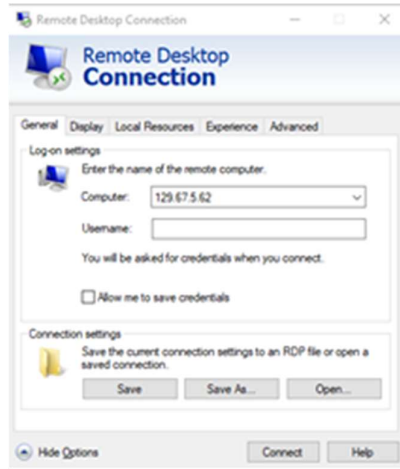 Remote Desktop Connection
Remote Desktop
Connection
General Display Local Resources Experience Advanced
Log-on settings
Enter the name of the remote computer.
Computer: 129.67.5.62
Username:
You will be asked for credentials when you connect.
Allow me to save credentials
Connection settings
Save the current connection settings to an RDP file or open a
saved connection.
Save Save As... Open...
Hide Options Connect Help